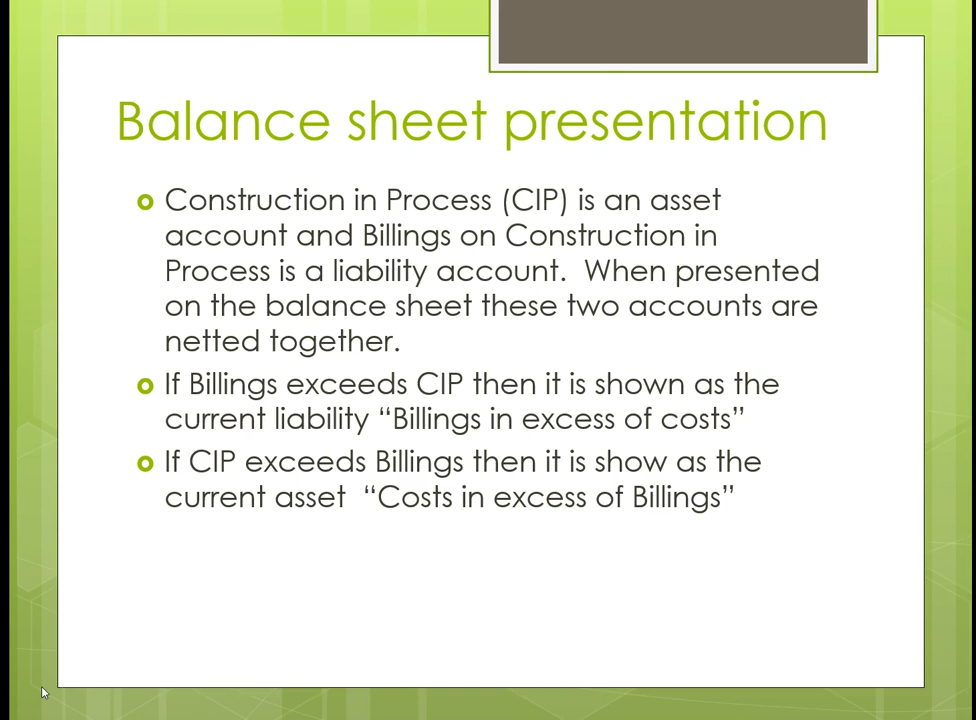 Balance sheet presentation
Construction in Process (CIP) is an asset
account and Billings on Construction in
Process is a liability account.  When presented
on the balance sheet these two accounts are
netted together.
If Billings exceeds CIP then it is shown as the
current liability “Billings in excess of costs”
If CIP exceeds Billings then it is show as the
current asset  “Costs in excess of Billings”